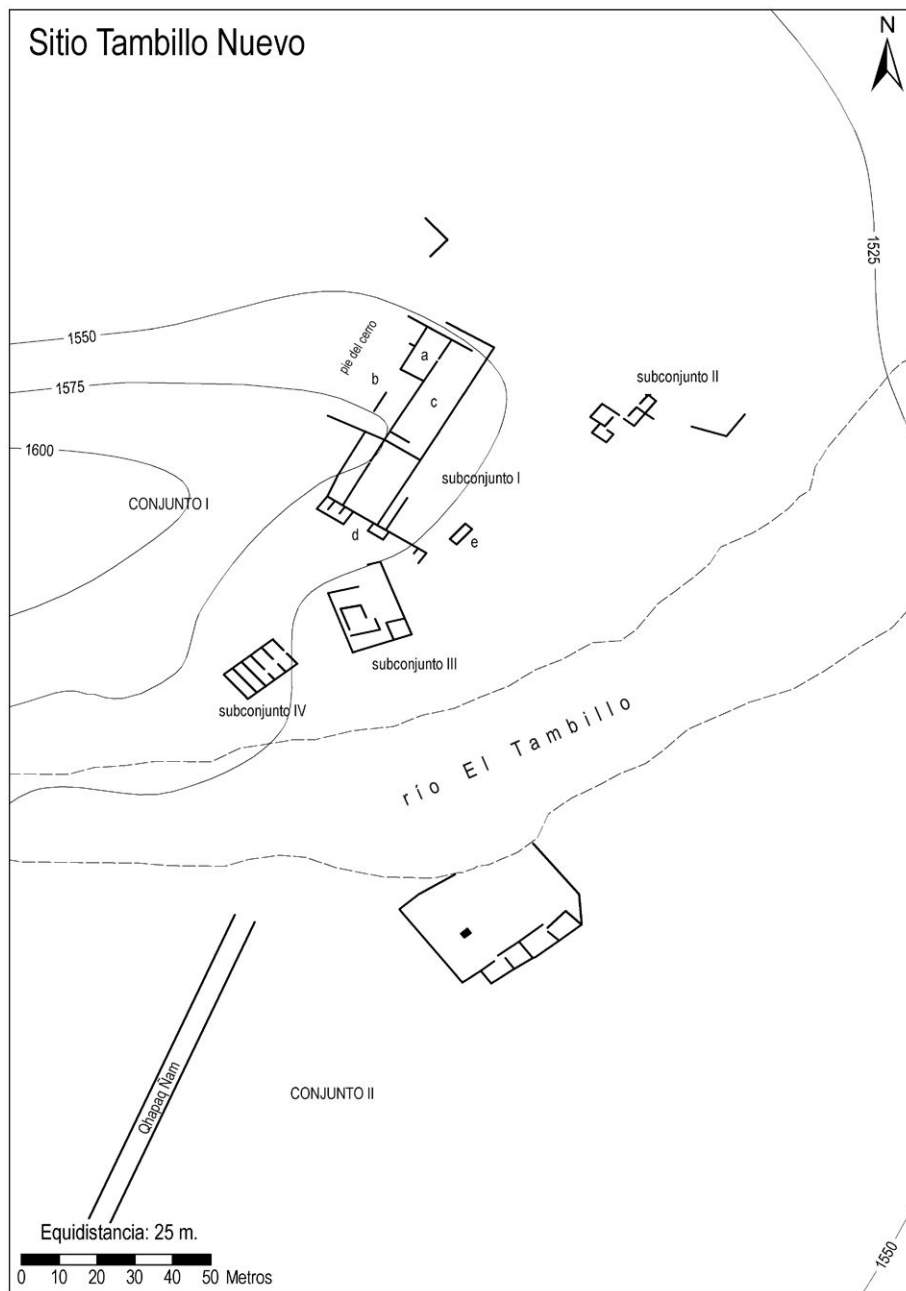 Sitio Tambillo Nuevo
N
1525
1550
pie del cerro
a
b
1575
c
subconjunto II
1600
CONJUNTO I
subconjunto I
d
e
subconjunto III
subconjunto IV
río El Tambillo
Qhapaq Ñam
CONJUNTO II
Equidistancia: 25 m.
0 10 20 30 40 50 Metros
1550